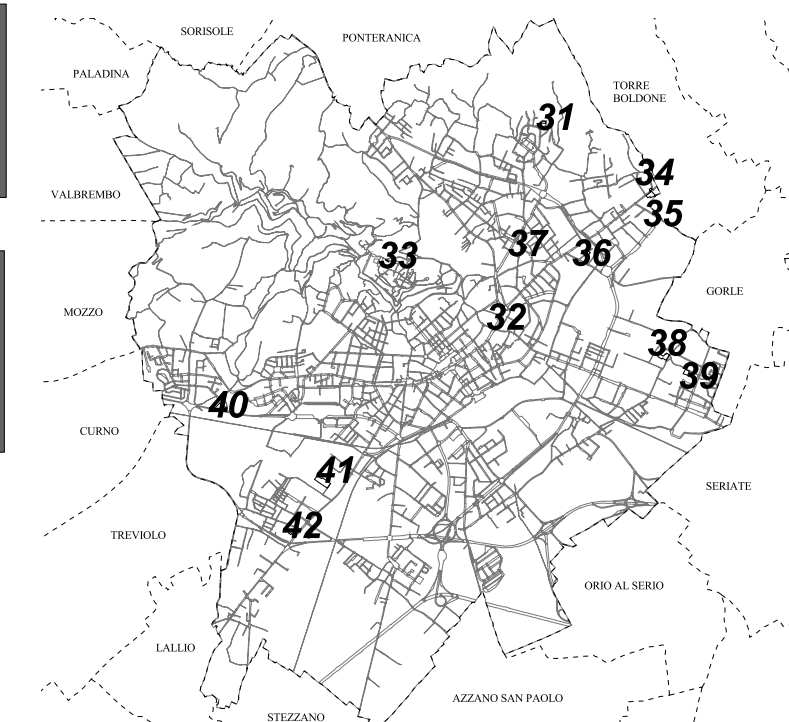 SORISOLE
PONTERANICA
PALADINA
TORRE
BOLDONE
31
34
VALBREMBO
35
37
36
33
GORLE
MOZZO
32
38
39
40
CURNO
41
SERIATE
42
TREVIOLO
ORIO AL SERIO
LALLIO
AZZANO SAN PAOLO
STEZZANO